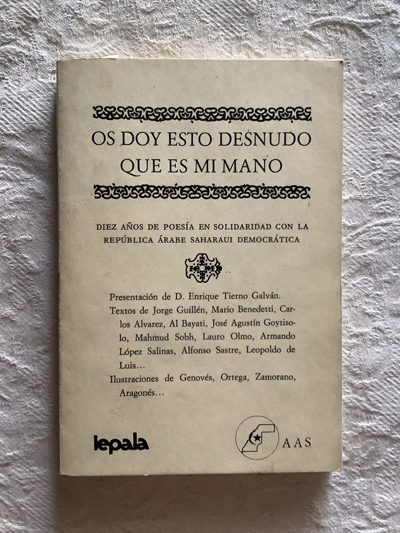 OS DOY ESTO DESNUDO
QUE ES MI MANO
DIEZ AÑOS DE POESÍA EN SOLIDARIDAD CON LA
REPÚBLICA ÁRABE SAHARAUI DEMOCRÁTICA
Presentación de D. Enrique Tierno Galván.
Textos de Jorge Guillén, Mario Benedetti, Car-
los Alvarez, Al Bayati, José Agustín Goytiso-
lo, Mahmud Sobh, Lauro Olmo, Armando
López Salinas, Alfonso Sastre, Leopoldo de
Luis...
Ilustraciones de Genovés, Ortega, Zamorano,
Aragonés...
iepala
AAS